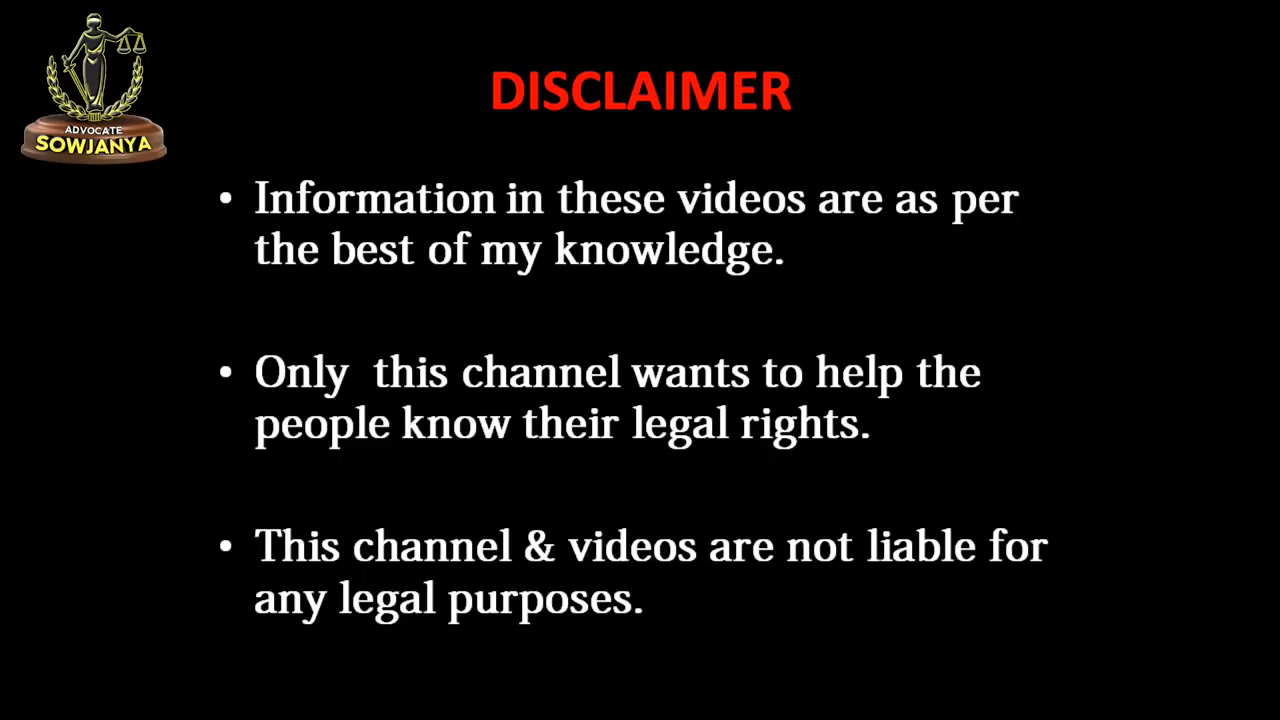 ADVOCATE
SOWJANYA
DISCLAIMER
• Information in these videos are as per
the best of my knowledge.
• Only this channel wants to help the
people know their legal rights.
• This channel & videos are not liable for
any legal purposes.